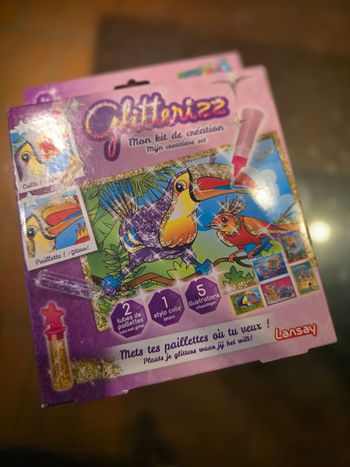 Glitterizz
Mon kit de création
Mijn creatieve set
Colle !
Paillette !
2
tubes de
paillettes
1
stylo colle
5
illustrations
Mets tes paillettes où tu veux !
Plaats je glitters waar jij het wilt!
Lansay